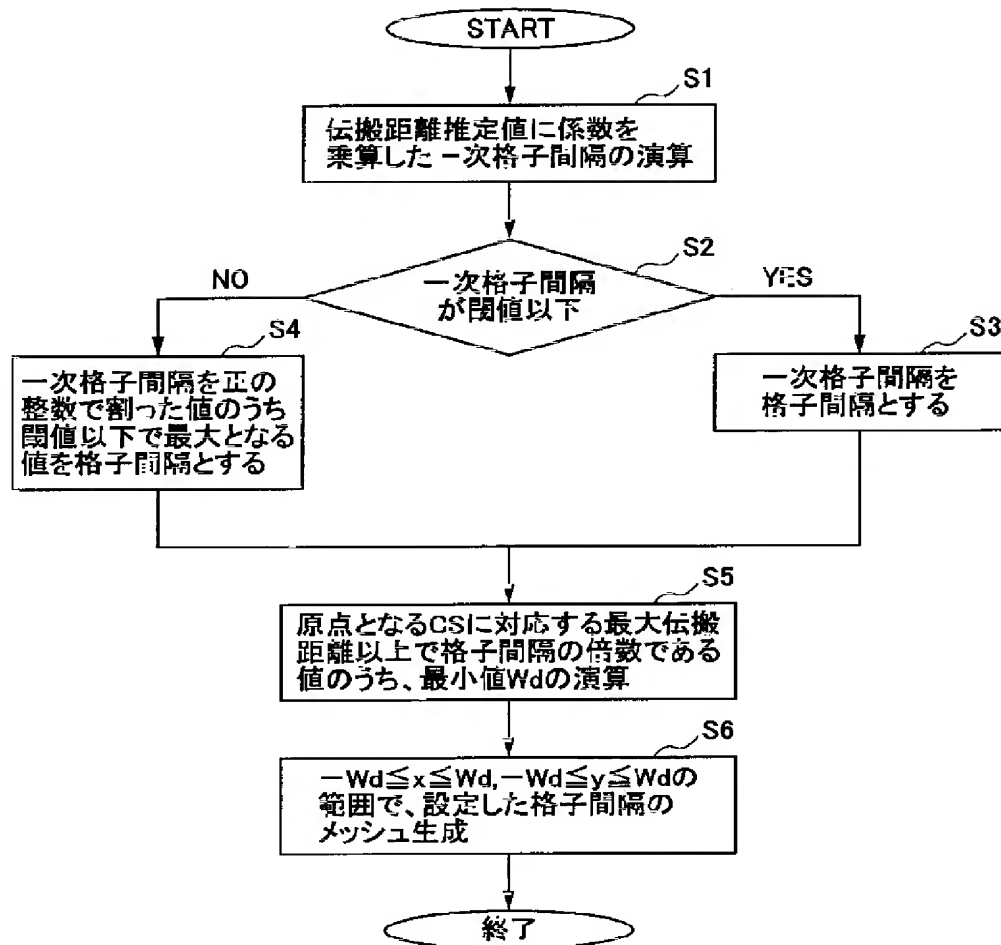 START
S1
伝搬距離推定値に係数を
乗算した一次格子間隔の演算
S2
一次格子間隔
が閾値以下
NO
YES
S4
一次格子間隔を正の
整数で割った値のうち
閾値以下で最大となる
値を格子間隔とする
S3
一次格子間隔を
格子間隔とする
S5
原点となるCSに対応する最大伝搬
距離以上で格子間隔の倍数である
値のうち、最小値Wdの演算
S6
−Wd≦x≦Wd,−Wd≦y≦Wdの
範囲で、設定した格子間隔の
メッシュ生成
終了